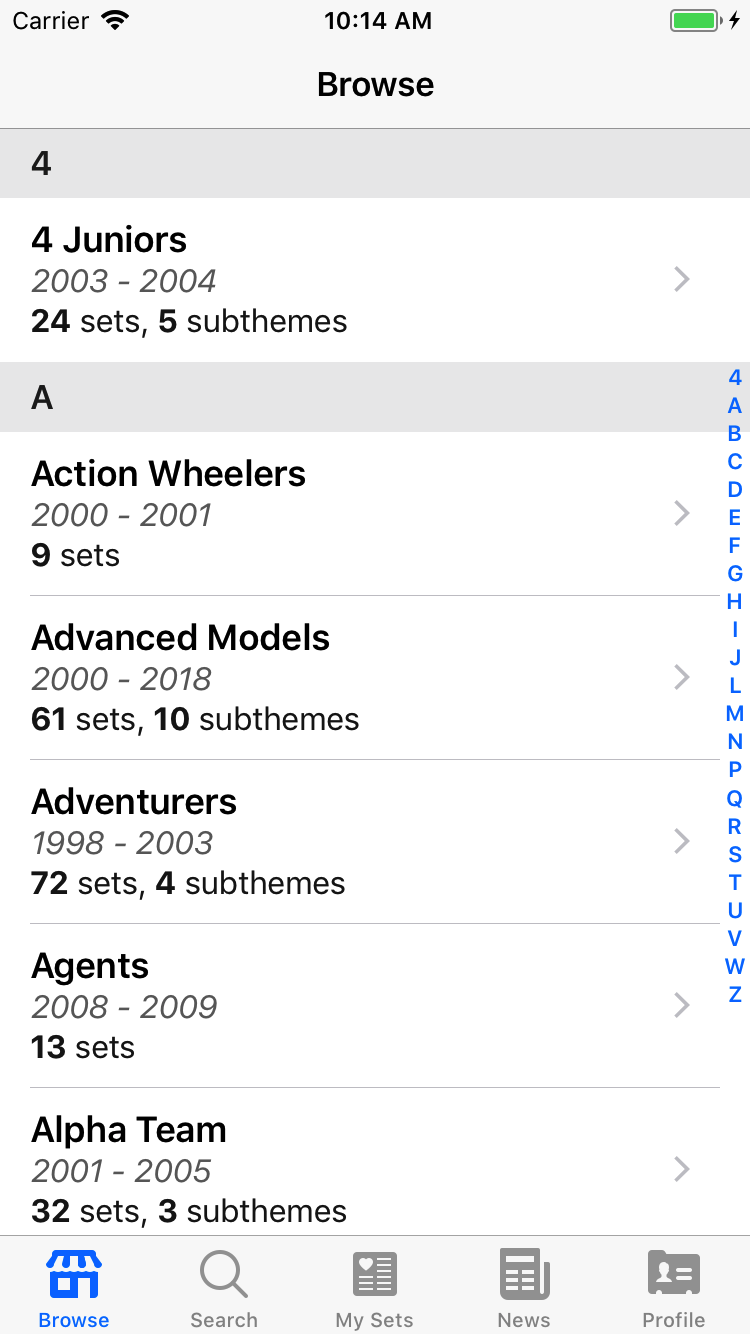 Carrier 10:14 AM
Browse
4
4 Juniors
2003 - 2004
24 sets, 5 subthemes
A
Action Wheelers
2000 - 2001
9 sets
Advanced Models
2000 - 2018
61 sets, 10 subthemes
Adventurers
1998 - 2003
72 sets, 4 subthemes
Agents
2008 - 2009
13 sets
Alpha Team
2001 - 2005
32 sets, 3 subthemes
4
A
B
C
D
E
F
G
H
I
J
L
M
N
P
Q
R
S
T
U
V
W
Z
Browse Search My Sets News Profile